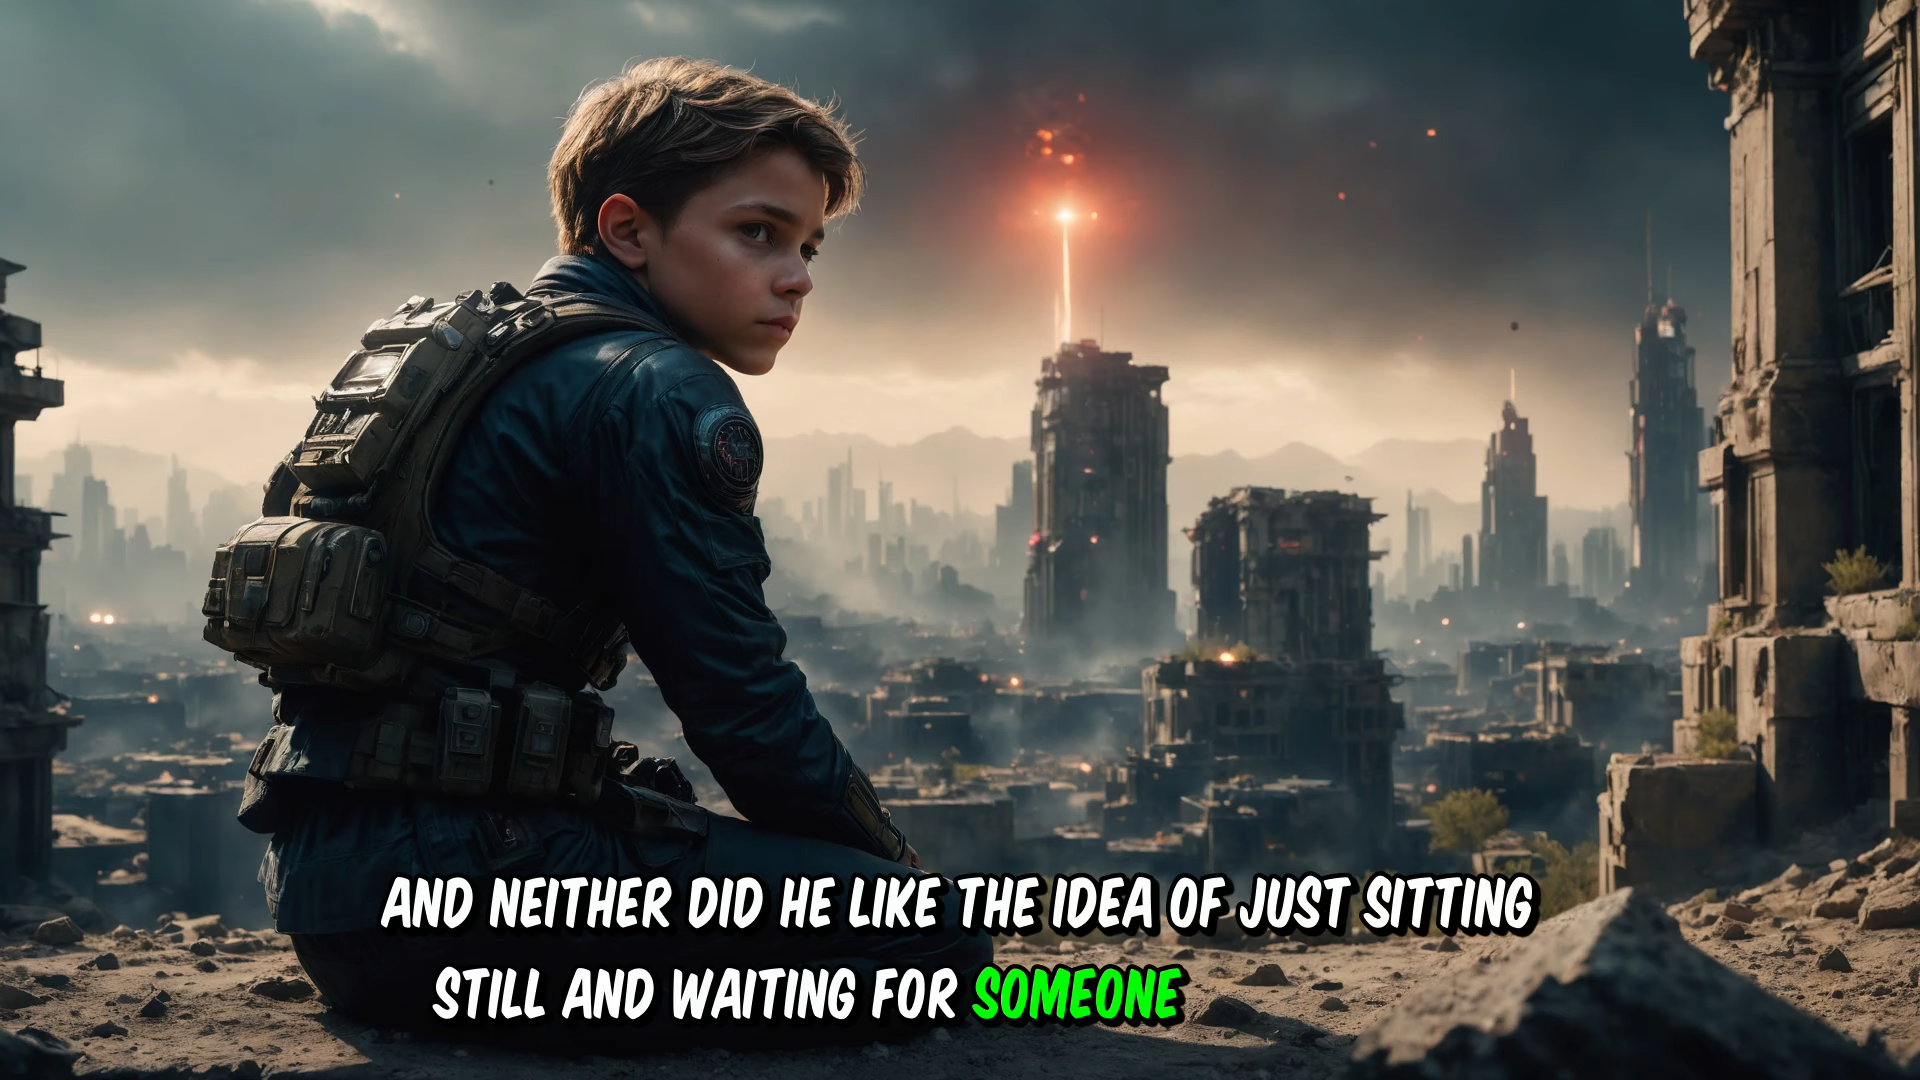 AND NEITHER DID HE LIKE THE IDEA OF JUST SITTING
STILL AND WAITING FOR SOMEONE